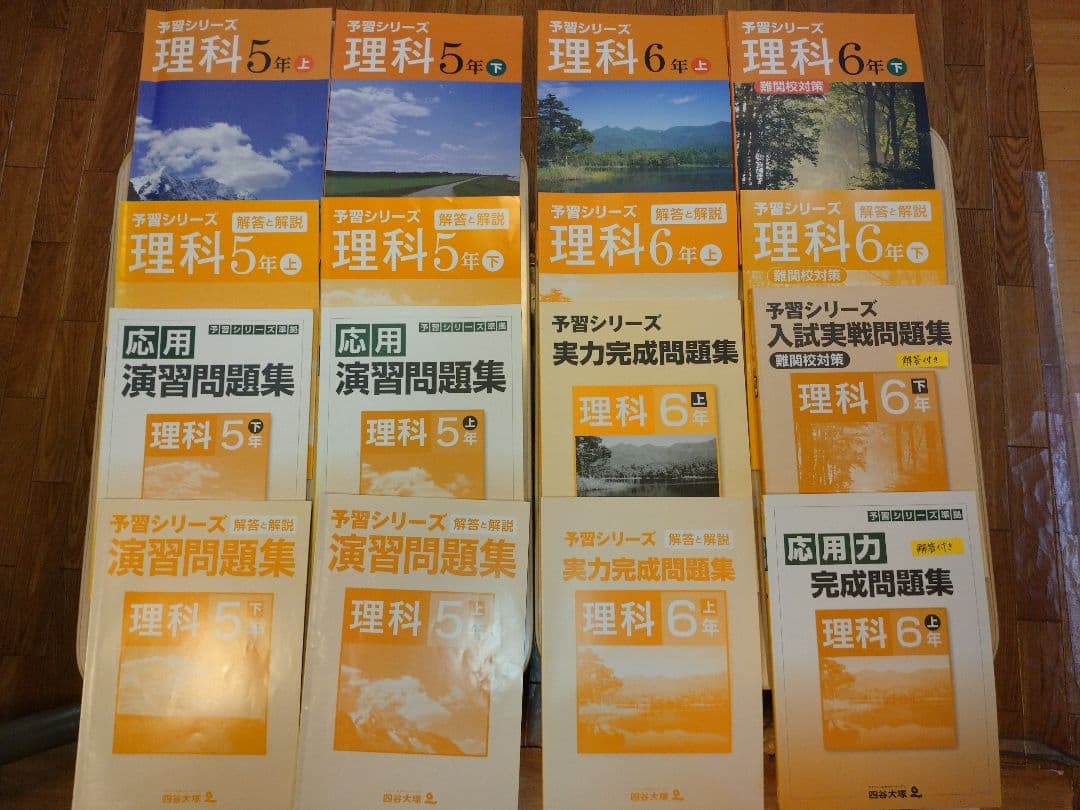 予習シリーズ
理科5年上
予習シリーズ
理科5年下
予習シリーズ
理科6年上
予習シリーズ
理科6年下
難関校対策
予習シリーズ 解答と解説
理科5年上
予習シリーズ 解答と解説
理科5年下
予習シリーズ 解答と解説
理科6年上
予習シリーズ 解答と解説
理科6年下
難関校対策
予習シリーズ準拠
応用
演習問題集
理科5下年
予習シリーズ準拠
応用
演習問題集
理科5上年
予習シリーズ
実力完成問題集
理科6上年
予習シリーズ
入試実戦問題集
難関校対策
解答付き
理科6下年
予習シリーズ 解答と解説
演習問題集
理科5下年
四谷大塚
予習シリーズ 解答と解説
演習問題集
理科5上年
四谷大塚
予習シリーズ 解答と解説
実力完成問題集
理科6上年
四谷大塚
予習シリーズ準拠
応用力
解答付き
完成問題集
理科6上年
四谷大塚